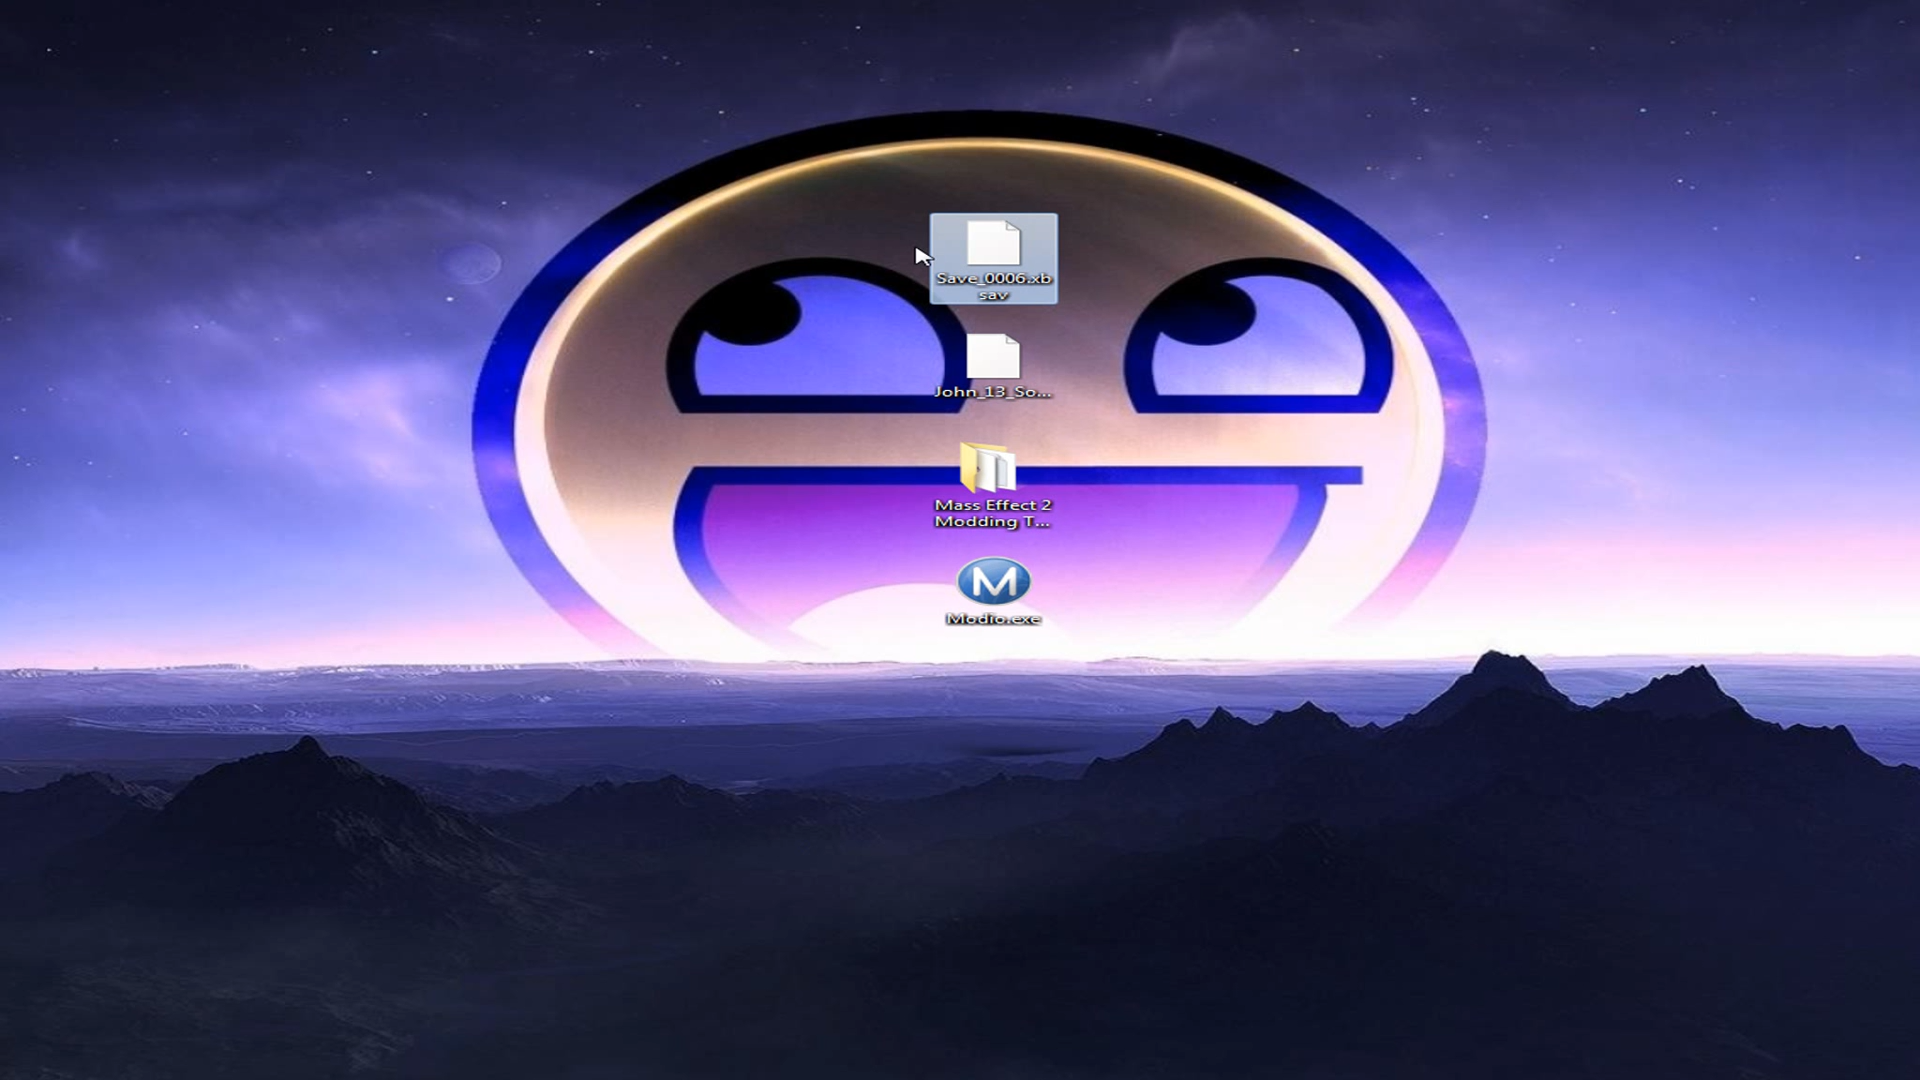 Save_0006.xb
sav
John_13_So...
Mass Effect 2
Modding T...
M
Modio.exe